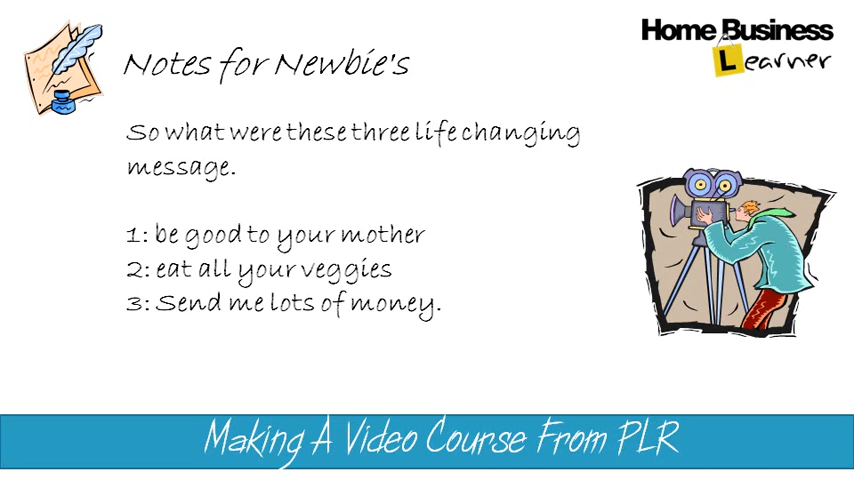 Home Business
Learner
Notes for Newbie's
So what were these three life changing
message.
1: be good to your mother
2: eat all your veggies
3: Send me lots of money.
Making A Video Course From PLR